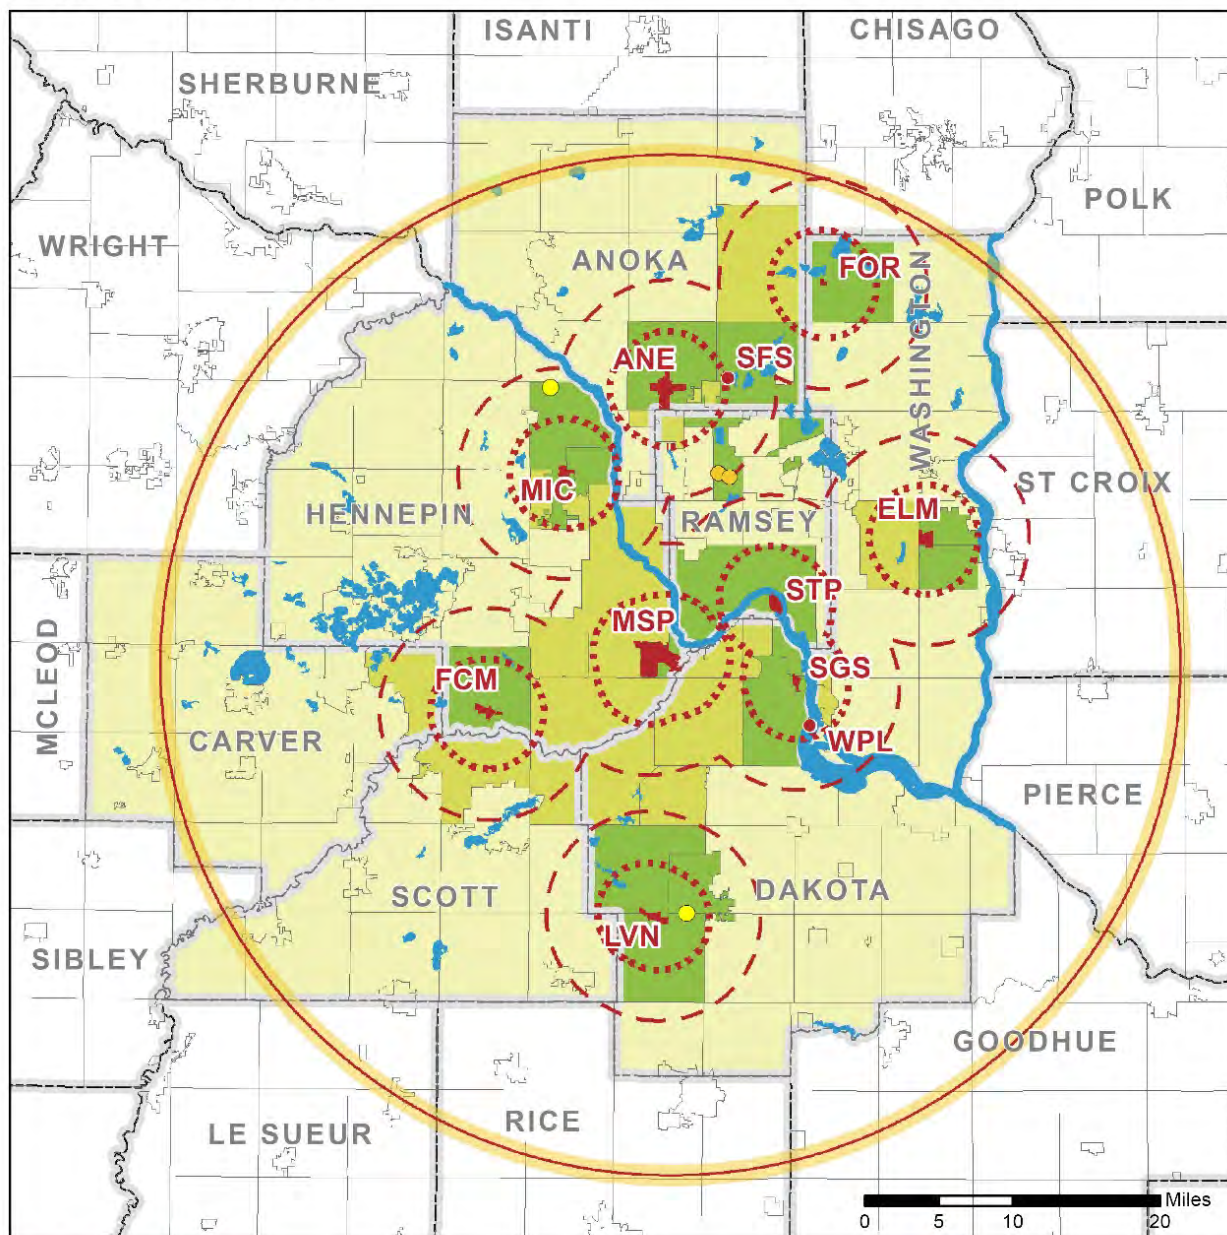 ISANTI
CHISAGO
SHERBURNE
POLK
WRIGHT
ANOKA
FOR
WASHINGTON
ANE
SFS
MIC
HENNEPIN
RAMSEY
ELM
ST CROIX
STP
MSP
SGS
FCM
MCLEOD
CARVER
WPL
PIERCE
SCOTT
DAKOTA
LVN
SIBLEY
GOODHUE
RICE
LE SUEUR
Miles
0 5 10 20